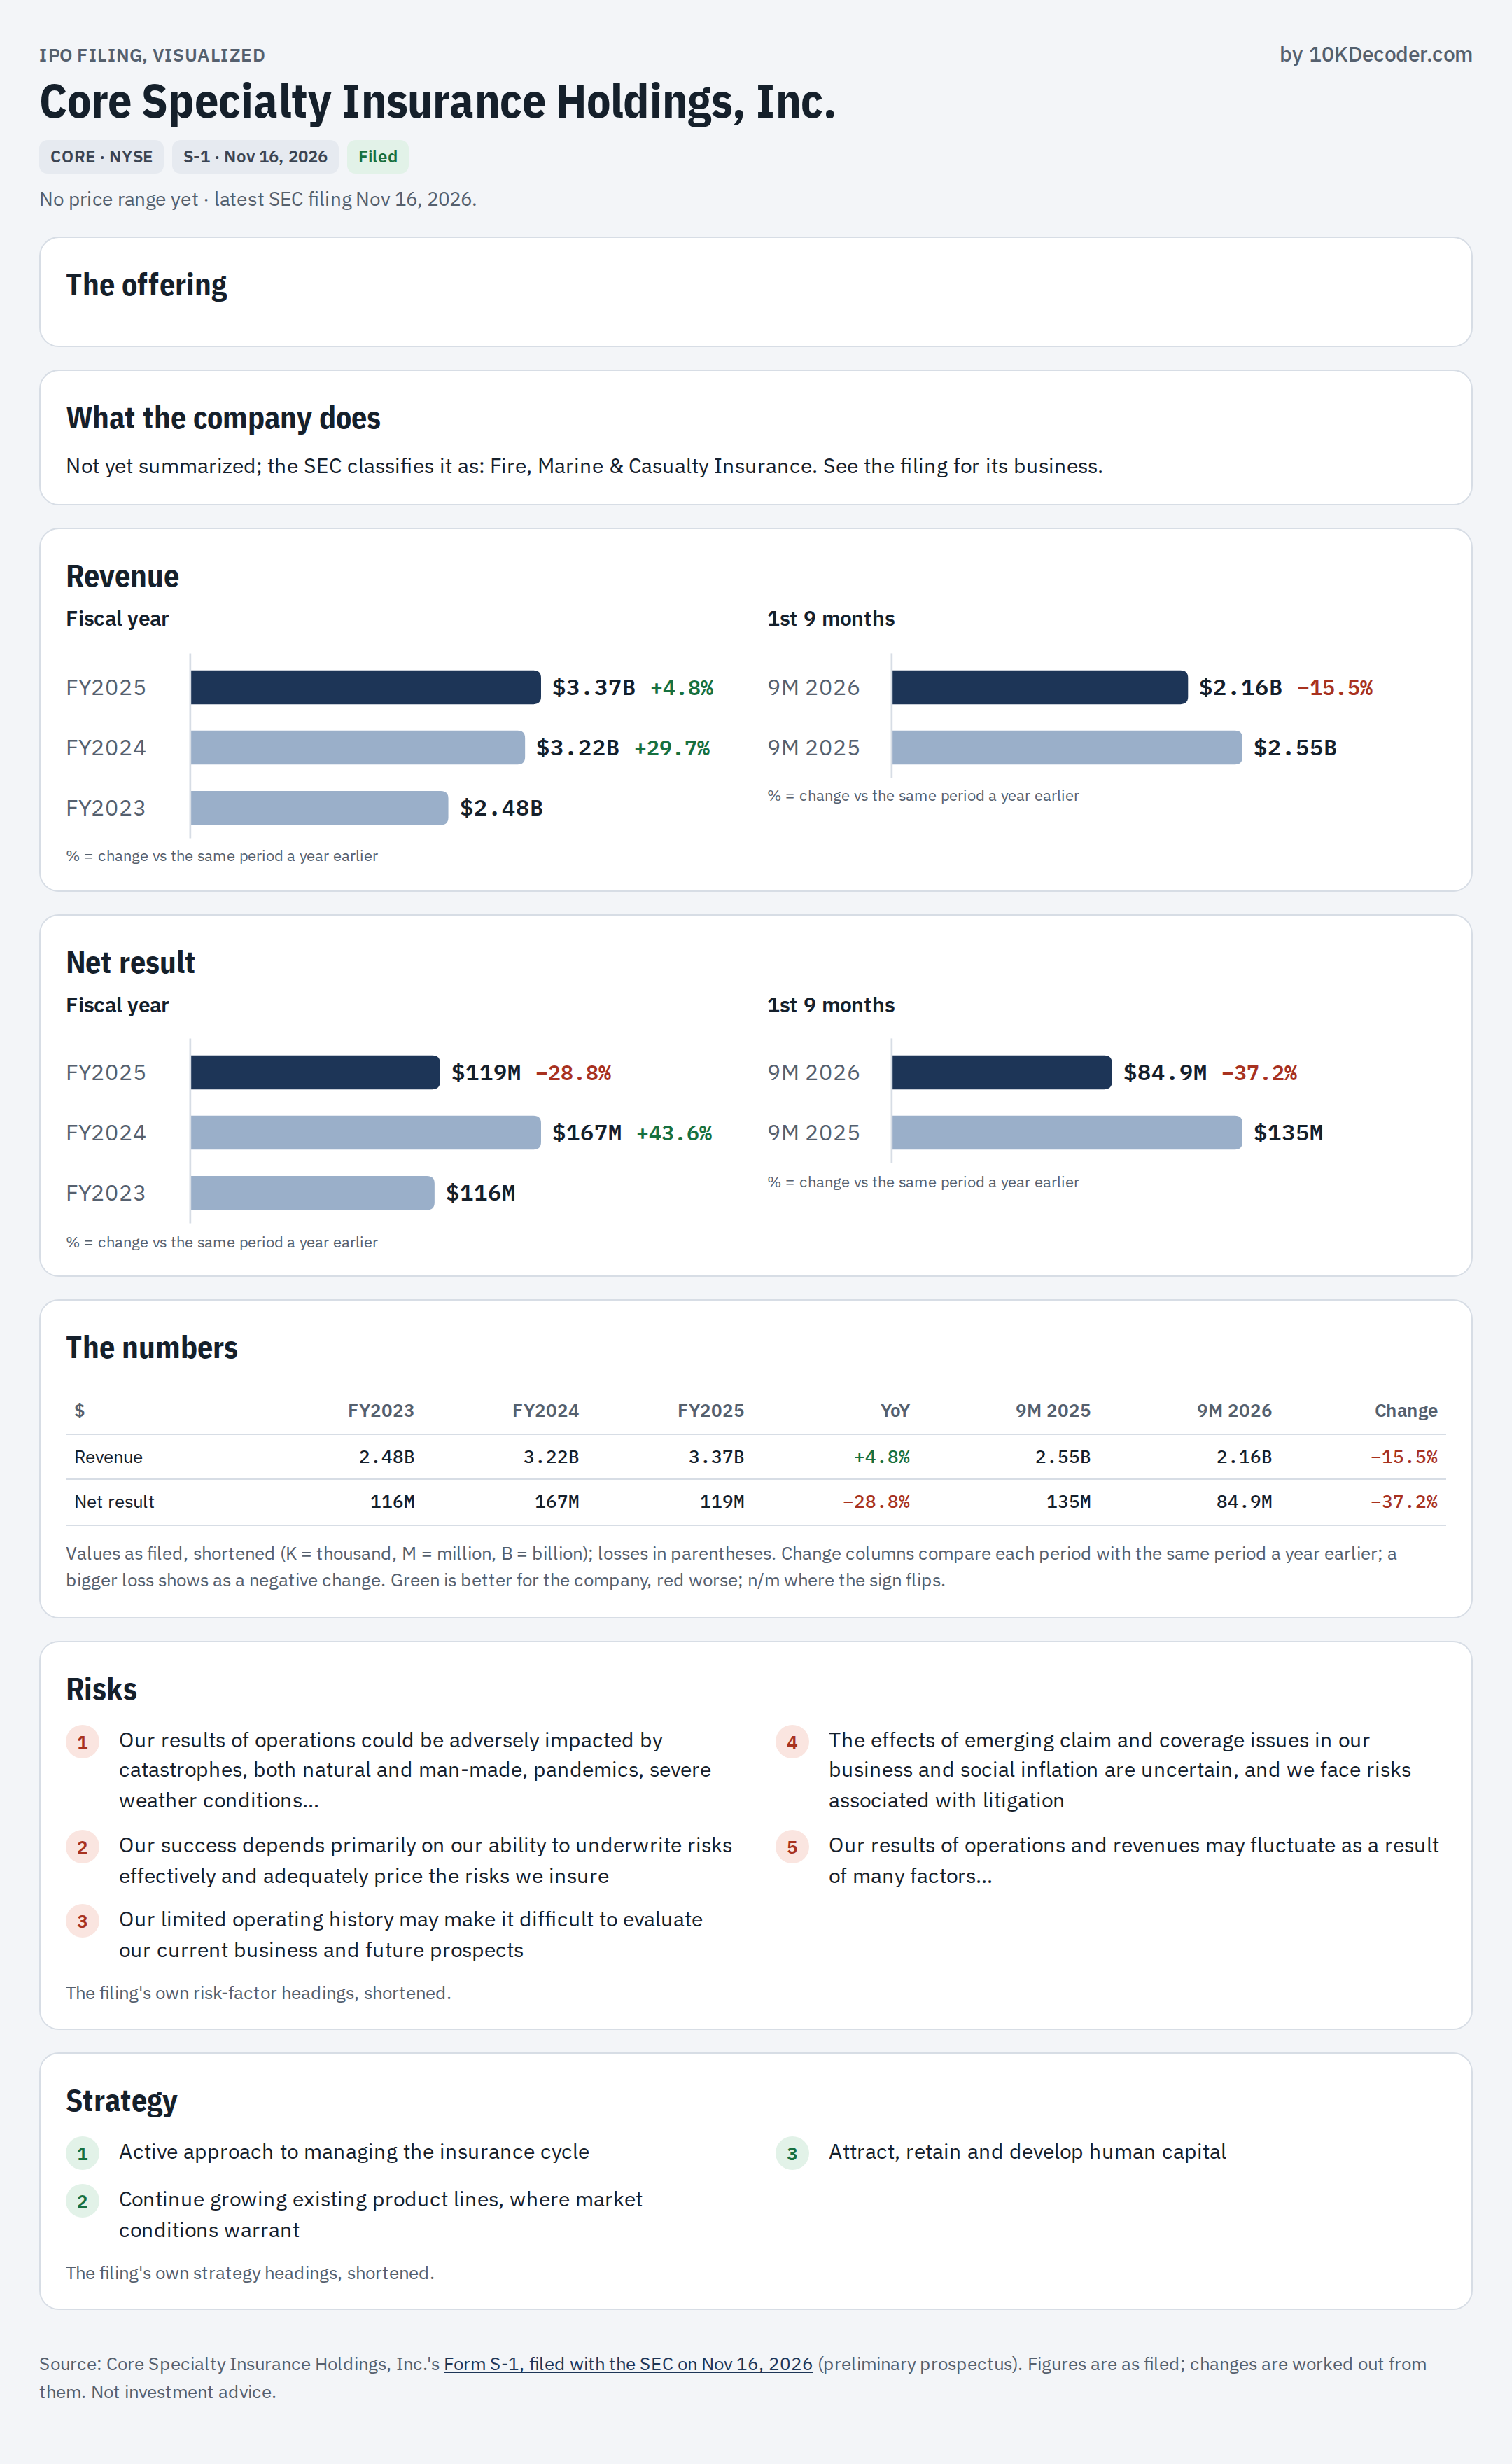 IPO FILING, VISUALIZED
by 10KDecoder.com
Core Specialty Insurance Holdings, Inc.
CORE · NYSE
S-1 · Nov 16, 2026
Filed
No price range yet · latest SEC filing Nov 16, 2026.
The offering
What the company does
Not yet summarized; the SEC classifies it as: Fire, Marine & Casualty Insurance. See the filing for its business.
Revenue
Fiscal year
FY2025 $3.37B +4.8%
FY2024 $3.22B +29.7%
FY2023 $2.48B
% = change vs the same period a year earlier
1st 9 months
9M 2026 $2.16B −15.5%
9M 2025 $2.55B
% = change vs the same period a year earlier
Net result
Fiscal year
FY2025 $119M −28.8%
FY2024 $167M +43.6%
FY2023 $116M
% = change vs the same period a year earlier
1st 9 months
9M 2026 $84.9M −37.2%
9M 2025 $135M
% = change vs the same period a year earlier
The numbers
$ FY2023 FY2024 FY2025 YoY 9M 2025 9M 2026 Change
Revenue 2.48B 3.22B 3.37B +4.8% 2.55B 2.16B −15.5%
Net result 116M 167M 119M −28.8% 135M 84.9M −37.2%
Values as filed, shortened (K = thousand, M = million, B = billion); losses in parentheses. Change columns compare each period with the same period a year earlier; a
bigger loss shows as a negative change. Green is better for the company, red worse; n/m where the sign flips.
Risks
1 Our results of operations could be adversely impacted by
catastrophes, both natural and man-made, pandemics, severe
weather conditions…
2 Our success depends primarily on our ability to underwrite risks
effectively and adequately price the risks we insure
3 Our limited operating history may make it difficult to evaluate
our current business and future prospects
4 The effects of emerging claim and coverage issues in our
business and social inflation are uncertain, and we face risks
associated with litigation
5 Our results of operations and revenues may fluctuate as a result
of many factors…
The filing's own risk-factor headings, shortened.
Strategy
1 Active approach to managing the insurance cycle
2 Continue growing existing product lines, where market
conditions warrant
3 Attract, retain and develop human capital
The filing's own strategy headings, shortened.
Source: Core Specialty Insurance Holdings, Inc.'s Form S-1, filed with the SEC on Nov 16, 2026 (preliminary prospectus). Figures are as filed; changes are worked out from
them. Not investment advice.